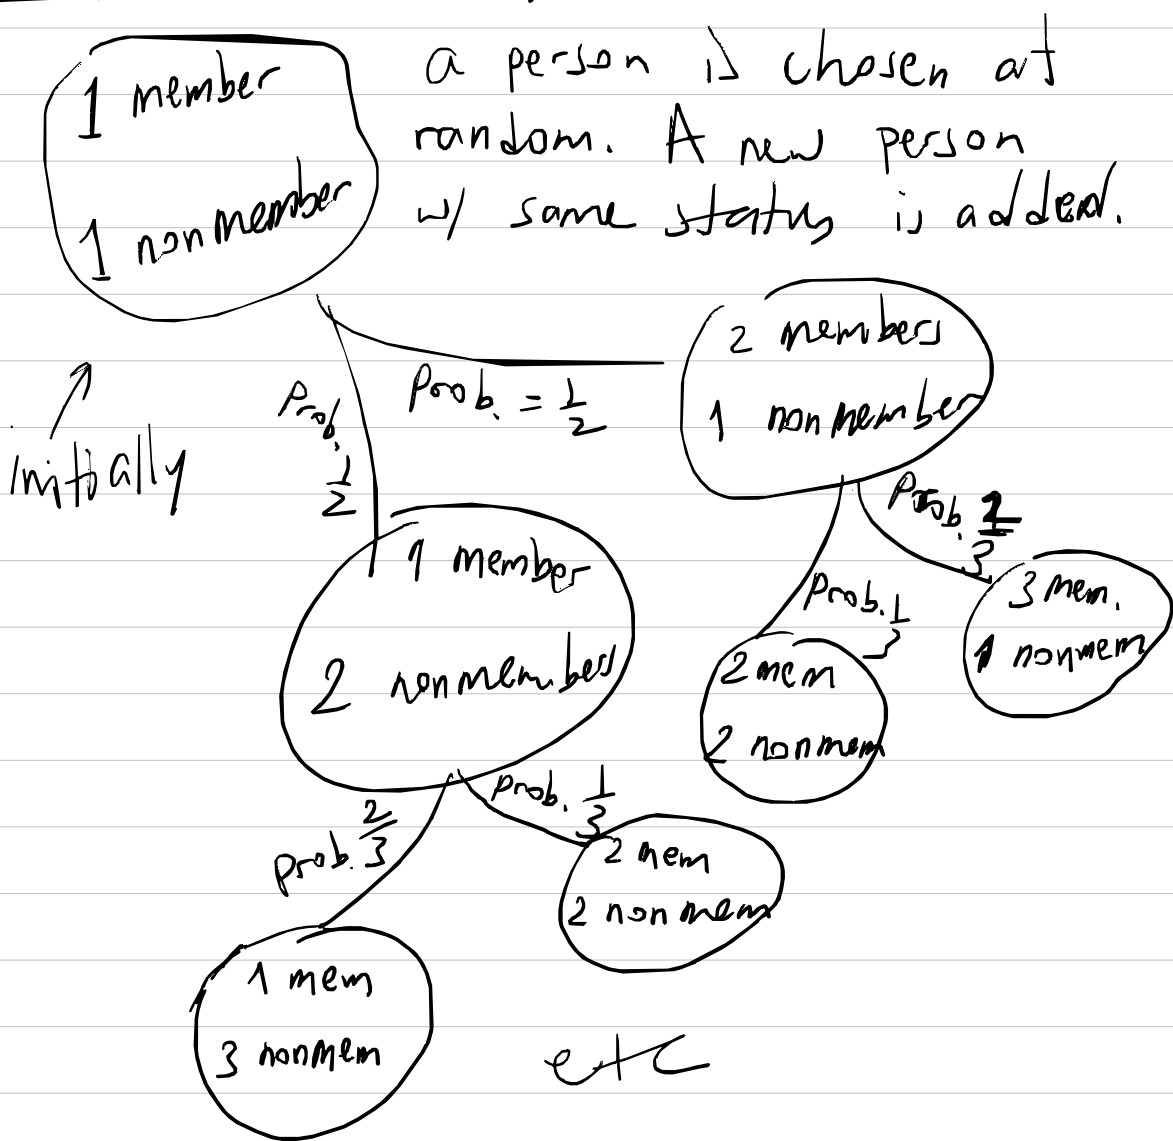 1 member
1 nonmember
a person is chosen at
random. A new person
w/ same status is added.
initially
Prob. 1/2
Prob. = 1/2
2 members
1 nonmember
1 member
2 nonmembers
Prob. 1/3
2 mem
2 nonmem
Prob. 2/3
3 mem.
1 nonmem
prob. 2/3
1 mem
3 nonmem
prob. 1/3
2 mem
2 nonmem
etc